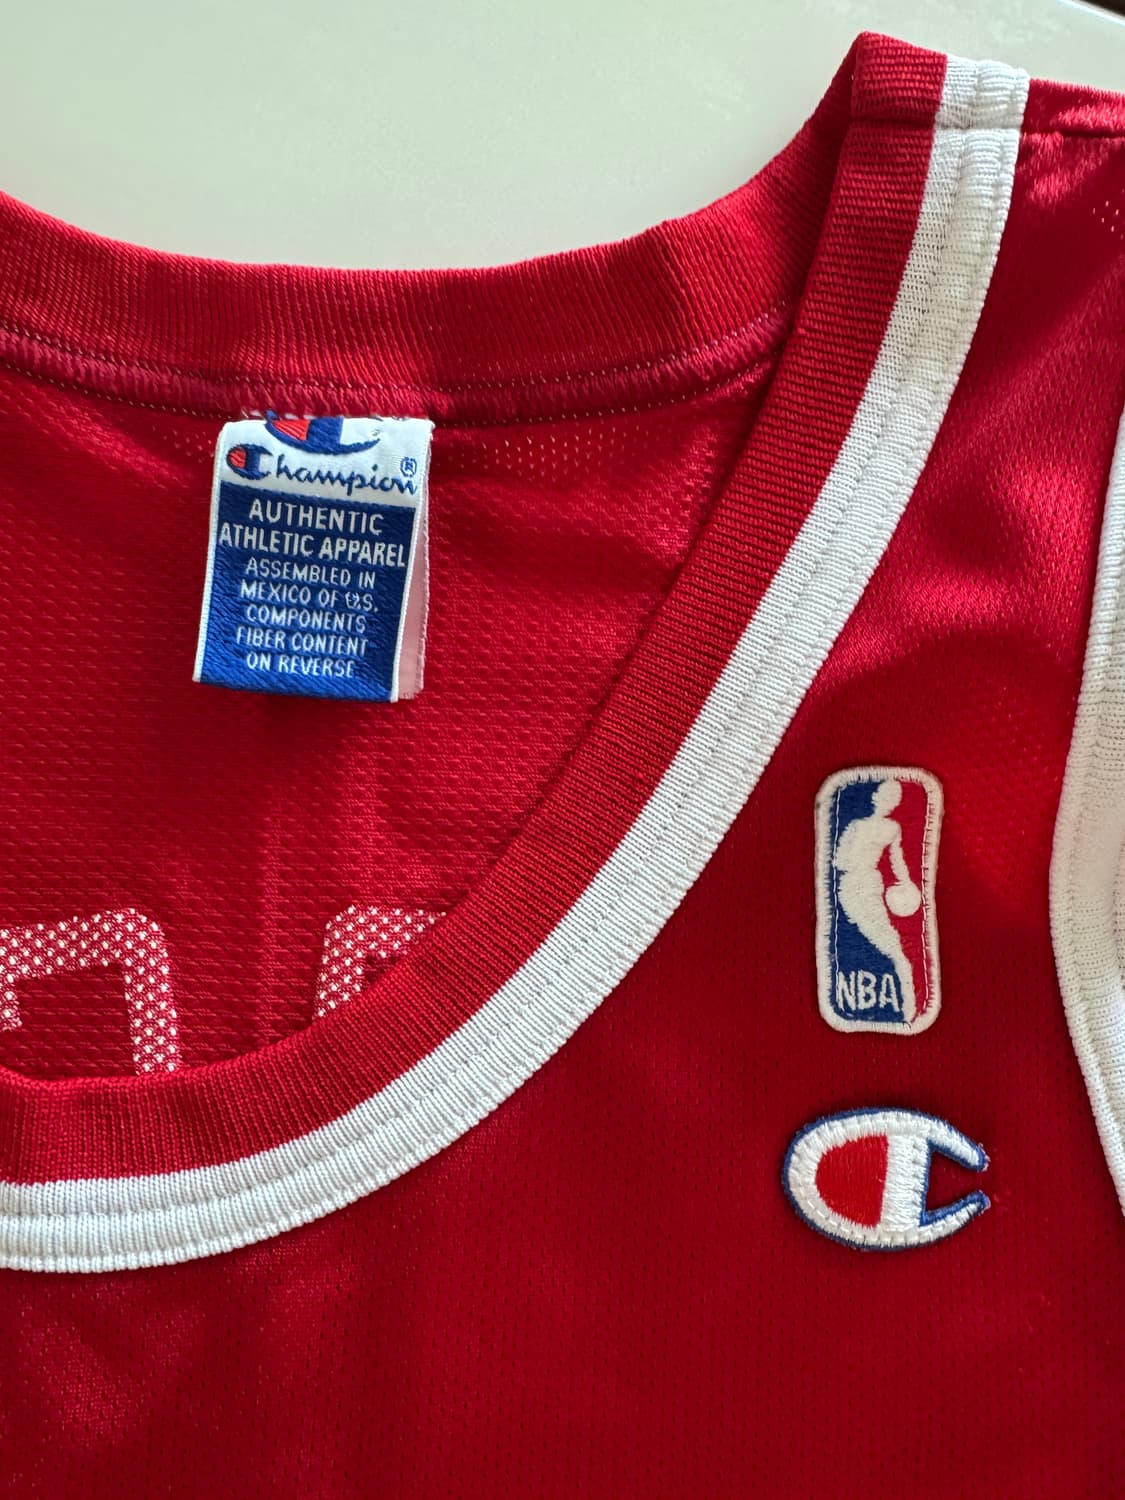 Champion®
AUTHENTIC
ATHLETIC APPAREL
ASSEMBLED IN
MEXICO OF U.S.
COMPONENTS
FIBER CONTENT
ON REVERSE
NBA